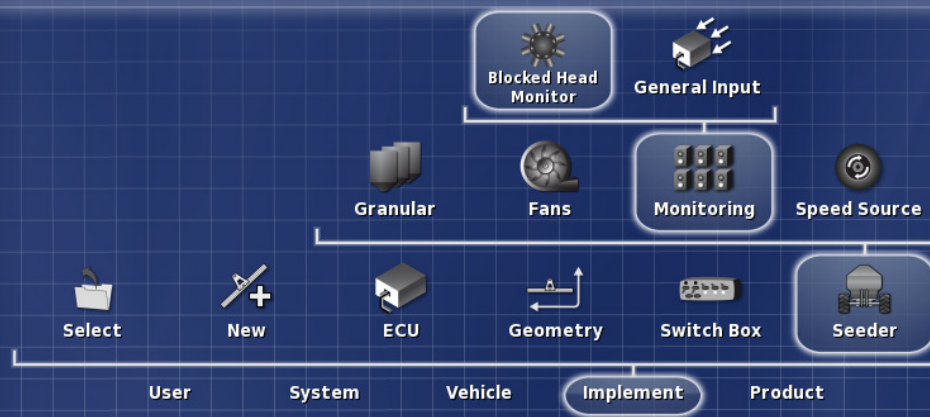 Blocked Head
Monitor
General Input
Granular
Fans
Monitoring
Speed Source
Select
New
ECU
Geometry
Switch Box
Seeder
User
System
Vehicle
Implement
Product